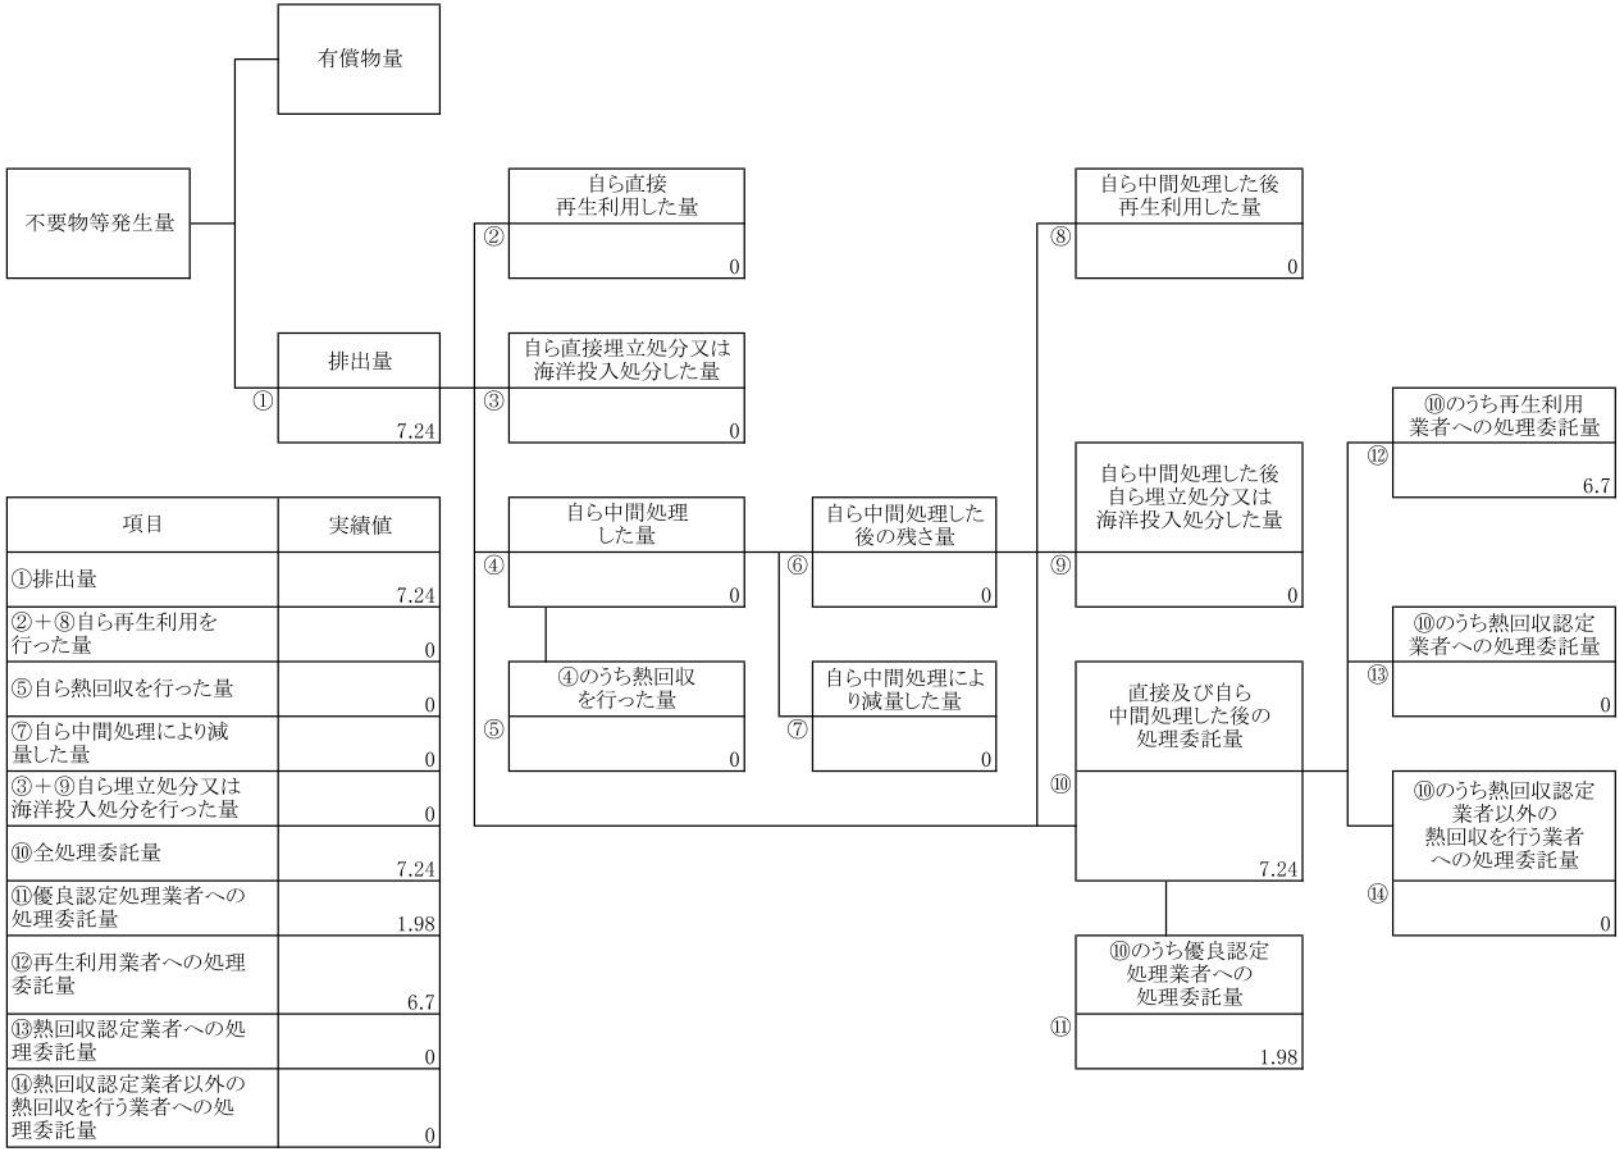 有償物量
不要物等発生量
排出量
①
7.24
自ら直接
再生利用した量
②
0
自ら直接埋立処分又は
海洋投入処分した量
③
0
自ら中間処理
した量
④
0
④のうち熱回収
を行った量
⑤
0
自ら中間処理した
後の残さ量
⑥
0
自ら中間処理によ
り減量した量
⑦
0
自ら中間処理した後
再生利用した量
⑧
0
自ら中間処理した後
自ら埋立処分又は
海洋投入処分した量
⑨
0
直接及び自ら
中間処理した後の
処理委託量
⑩
7.24
⑩のうち優良認定
処理業者への
処理委託量
⑪
1.98
⑩のうち再生利用
業者への処理委託量
⑫
6.7
⑩のうち熱回収認定
業者への処理委託量
⑬
0
⑩のうち熱回収認定
業者以外の
熱回収を行う業者
への処理委託量
⑭
0
項目 実績値
①排出量
7.24
②＋⑧自ら再生利用を
行った量
0
⑤自ら熱回収を行った量
0
⑦自ら中間処理により減
量した量
0
③＋⑨自ら埋立処分又は
海洋投入処分を行った量
0
⑩全処理委託量
7.24
⑪優良認定処理業者への
処理委託量
1.98
⑫再生利用業者への処理
委託量
6.7
⑬熱回収認定業者への処
理委託量
0
⑭熱回収認定業者以外の
熱回収を行う業者への処
理委託量
0